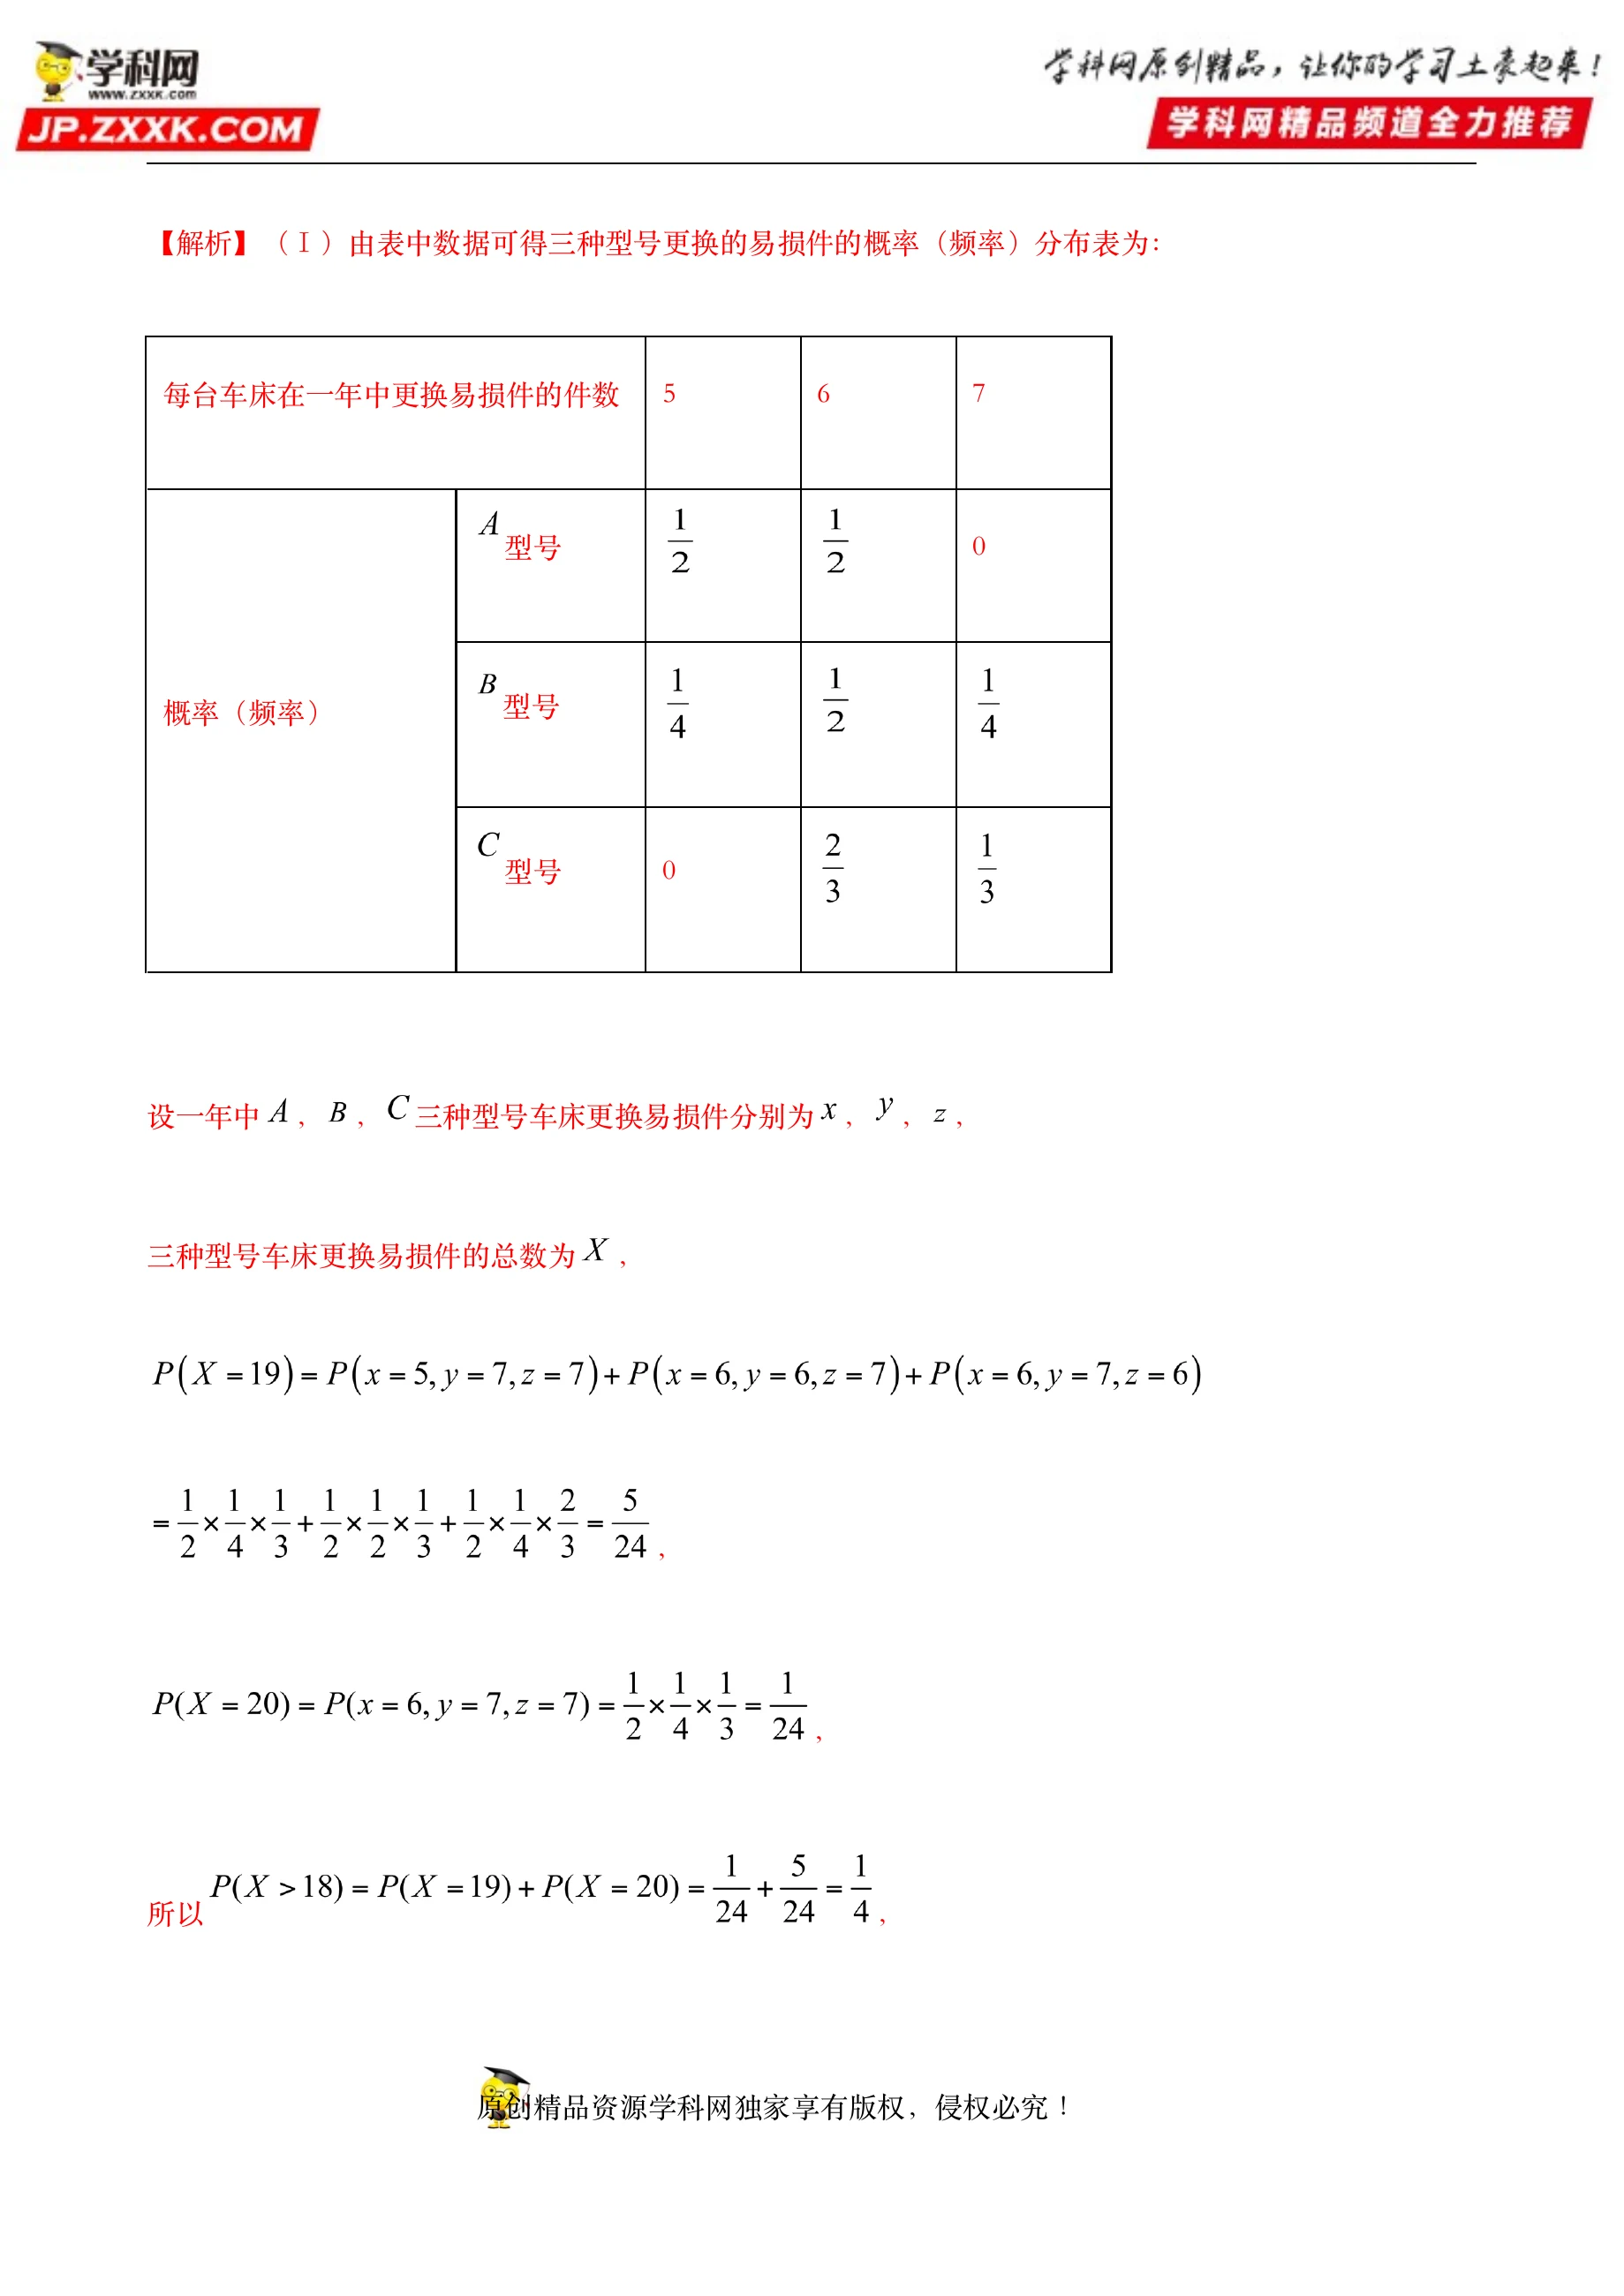 学科网
www.zxxk.com
JP.ZXXK.COM
学科网原创精品，让你的学习土豪起来！
学科网精品频道全力推荐
【解析】（Ⅰ）由表中数据可得三种型号更换的易损件的概率（频率）分布表为：
每台车床在一年中更换易损件的件数 5 6 7
概率（频率） A型号 1/2 1/2 0
B型号 1/4 1/2 1/4
C型号 0 2/3 1/3
设一年中A，B，C三种型号车床更换易损件分别为x，y，z，
三种型号车床更换易损件的总数为X，
P(X=19)=P(x=5,y=7,z=7)+P(x=6,y=6,z=7)+P(x=6,y=7,z=6)
=1/2×1/4×1/3+1/2×1/2×1/3+1/2×1/4×2/3=5/24，
P(X=20)=P(x=6,y=7,z=7)=1/2×1/4×1/3=1/24，
所以P(X>18)=P(X=19)+P(X=20)=1/24+5/24=1/4，
原创精品资源学科网独家享有版权，侵权必究！